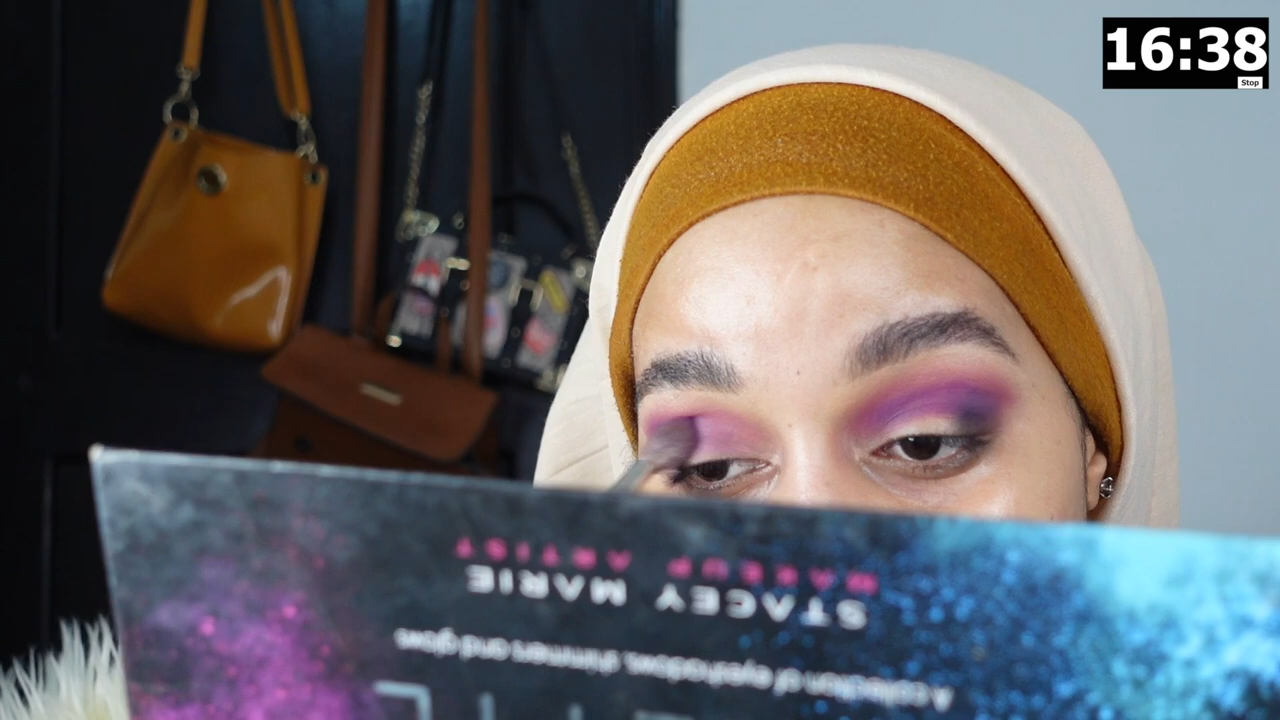 16:38
Stop
A collection of eyeshadows, shimmers and glows
STACEY MARIE
MAKEUP ARTIST